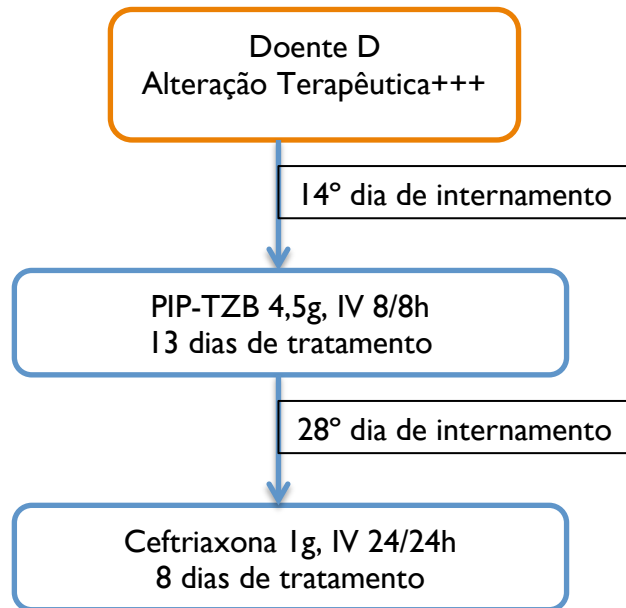 Doente D
Alteração Terapêutica+++
14º dia de internamento
PIP-TZB 4,5g, IV 8/8h
13 dias de tratamento
28º dia de internamento
Ceftriaxona 1g, IV 24/24h
8 dias de tratamento